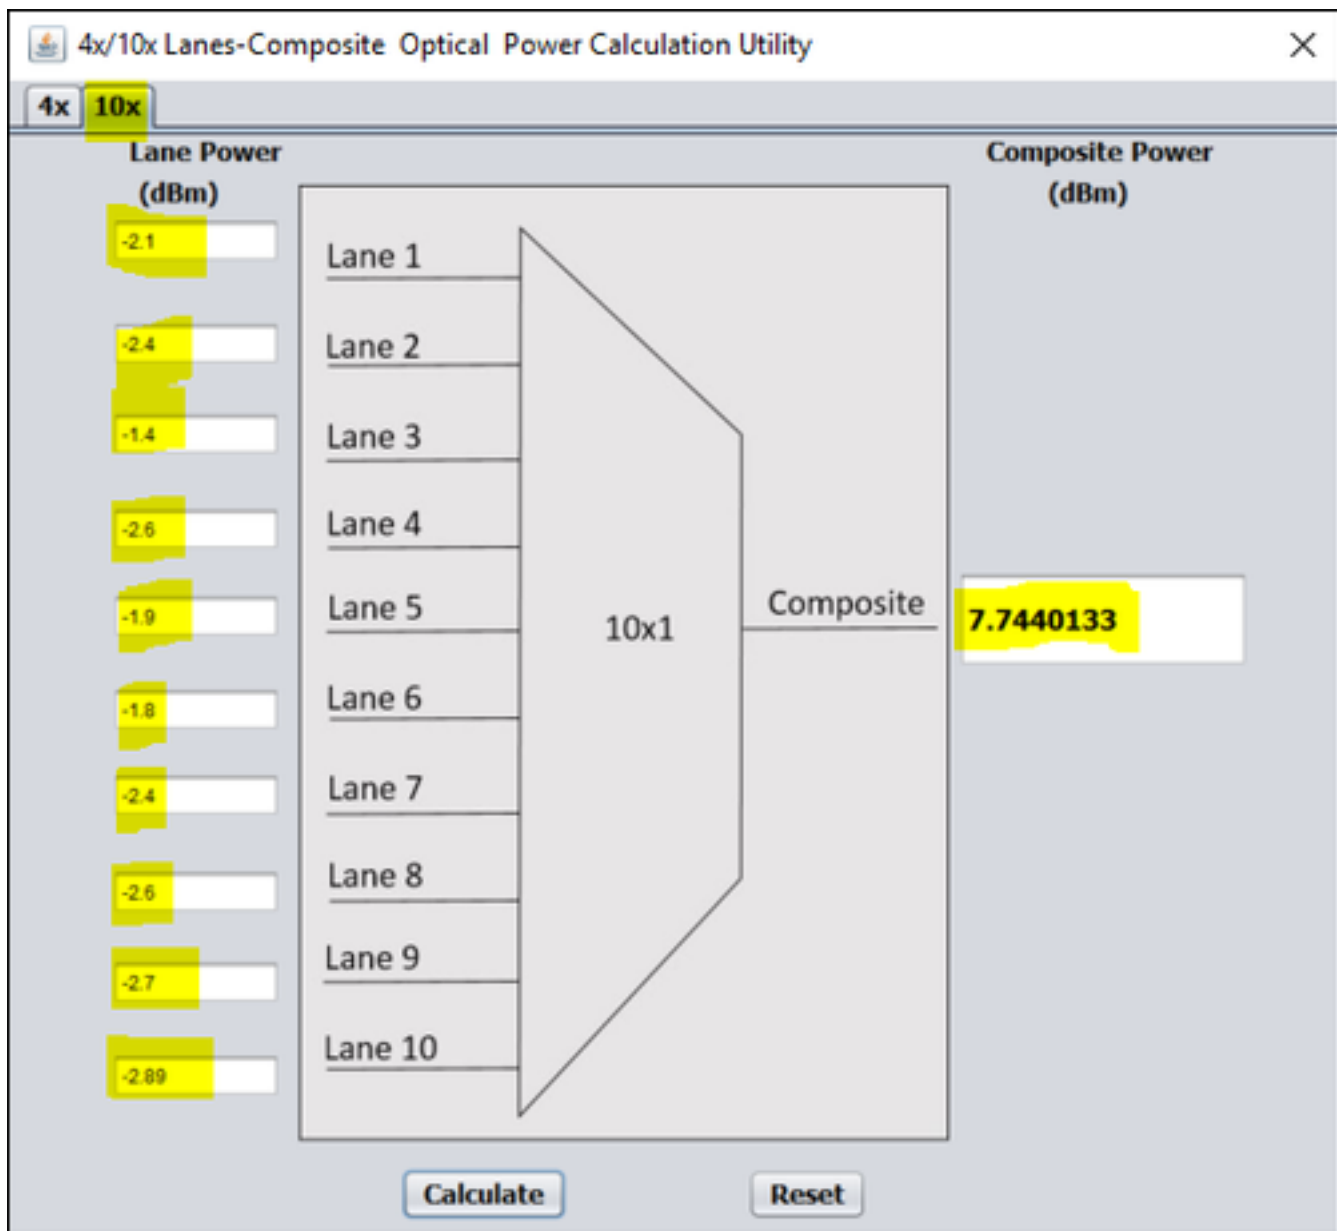 4x/10x Lanes-Composite Optical Power Calculation Utility
4x 10x
Lane Power
(dBm)
Composite Power
(dBm)
-2.1
Lane 1
-2.4
Lane 2
-1.4
Lane 3
-2.6
Lane 4
-1.9
Lane 5
10x1
Composite
7.7440133
-1.8
Lane 6
-2.4
Lane 7
-2.6
Lane 8
-2.7
Lane 9
-2.89
Lane 10
Calculate
Reset